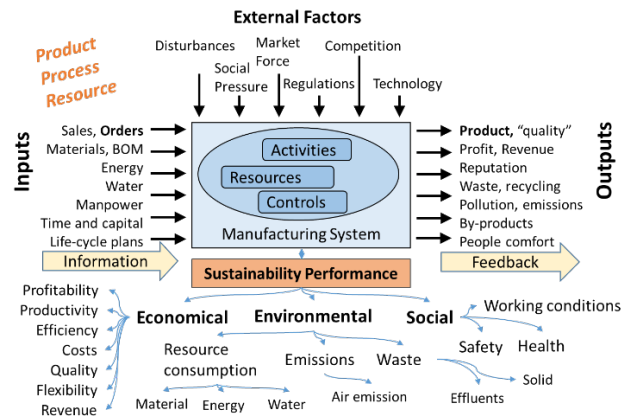 External Factors
Product
Process
Resource
Disturbances
Social
Pressure
Market
Force
Regulations
Competition
Technology
Inputs
Sales, Orders
Materials, BOM
Energy
Water
Manpower
Time and capital
Life-cycle plans
Information
Activities
Resources
Controls
Manufacturing System
Product, “quality”
Profit, Revenue
Reputation
Waste, recycling
Pollution, emissions
By-products
People comfort
Outputs
Feedback
Sustainability Performance
Economical
Environmental
Social
Profitability
Productivity
Efficiency
Costs
Quality
Flexibility
Revenue
Resource
consumption
Emissions
Waste
Material
Energy
Water
Air emission
Effluents
Solid
Working conditions
Safety
Health